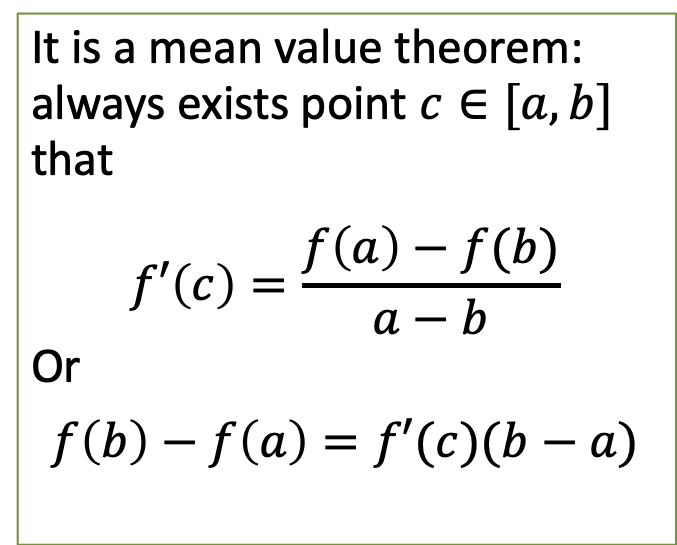 It is a mean value theorem:
always exists point c ∈ [a, b]
that
f′(c) = (f(a) − f(b)) / (a − b)
Or
f(b) − f(a) = f′(c)(b − a)